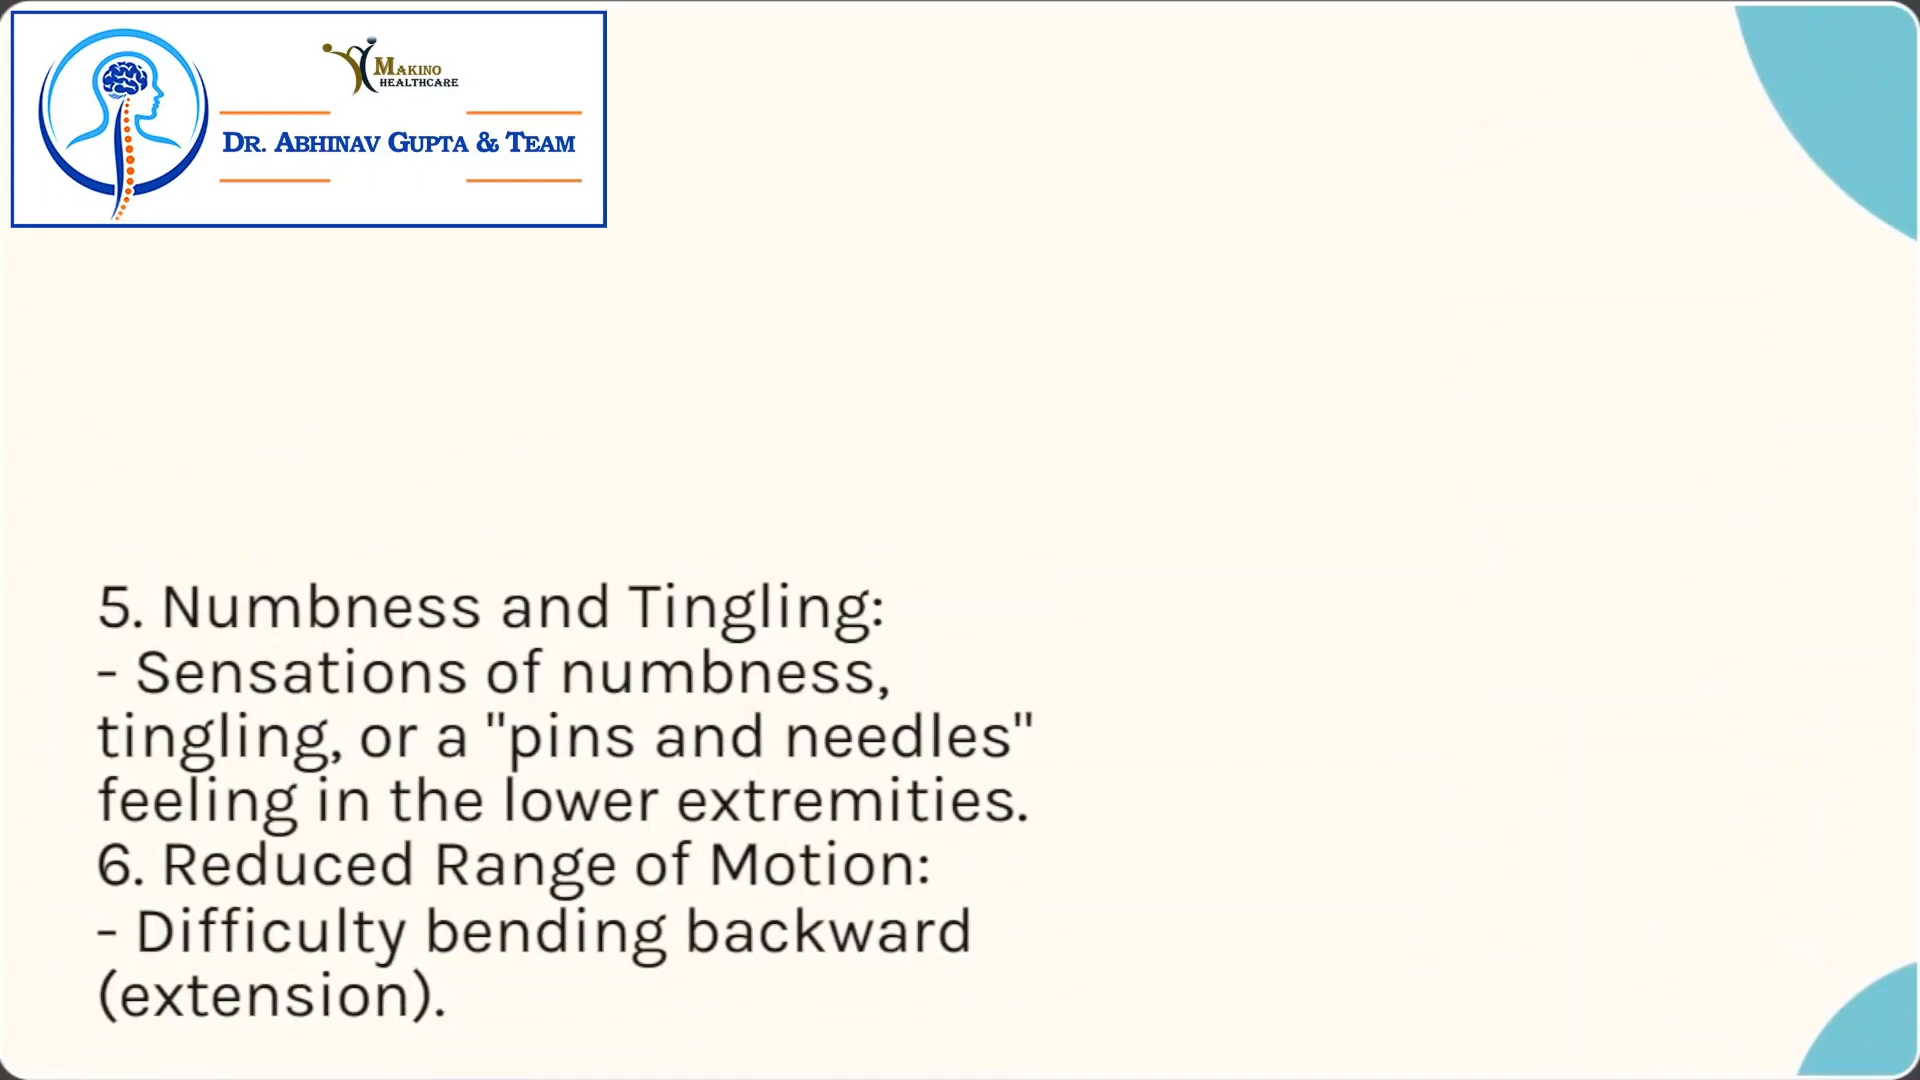 MAKINO
HEALTHCARE
DR. ABHINAV GUPTA & TEAM
5. Numbness and Tingling:
- Sensations of numbness,
tingling, or a "pins and needles"
feeling in the lower extremities.
6. Reduced Range of Motion:
- Difficulty bending backward
(extension).